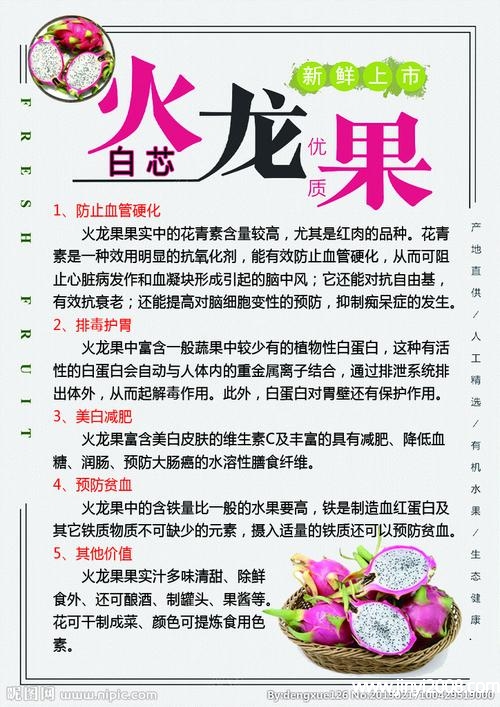 新鲜上市
火龙果
白芯
优质
FRESH FRUIT
1、防止血管硬化
火龙果果实中的花青素含量较高，尤其是红肉的品种。花青
素是一种效用明显的抗氧化剂，能有效防止血管硬化，从而可阻
止心脏病发作和血凝块形成引起的脑中风；它还能对抗自由基，
有效抗衰老；还能提高对脑细胞变性的预防，抑制痴呆症的发生。
2、排毒护胃
火龙果中富含一般蔬果中较少有的植物性白蛋白，这种有活
性的白蛋白会自动与人体内的重金属离子结合，通过排泄系统排
出体外，从而起解毒作用。此外，白蛋白对胃壁还有保护作用。
3、美白减肥
火龙果富含美白皮肤的维生素C及丰富的具有减肥、降低血
糖、润肠、预防大肠癌的水溶性膳食纤维。
4、预防贫血
火龙果中的含铁量比一般的水果要高，铁是制造血红蛋白及
其它铁质物质不可缺少的元素，摄入适量的铁质还可以预防贫血。
5、其他价值
火龙果果实汁多味清甜、除鲜
食外、还可酿酒、制罐头、果酱等。
花可干制成菜、颜色可提炼食用色
素。
产地直供/人工精选/有机水果/生态健康.
昵图网 www.nipic.com